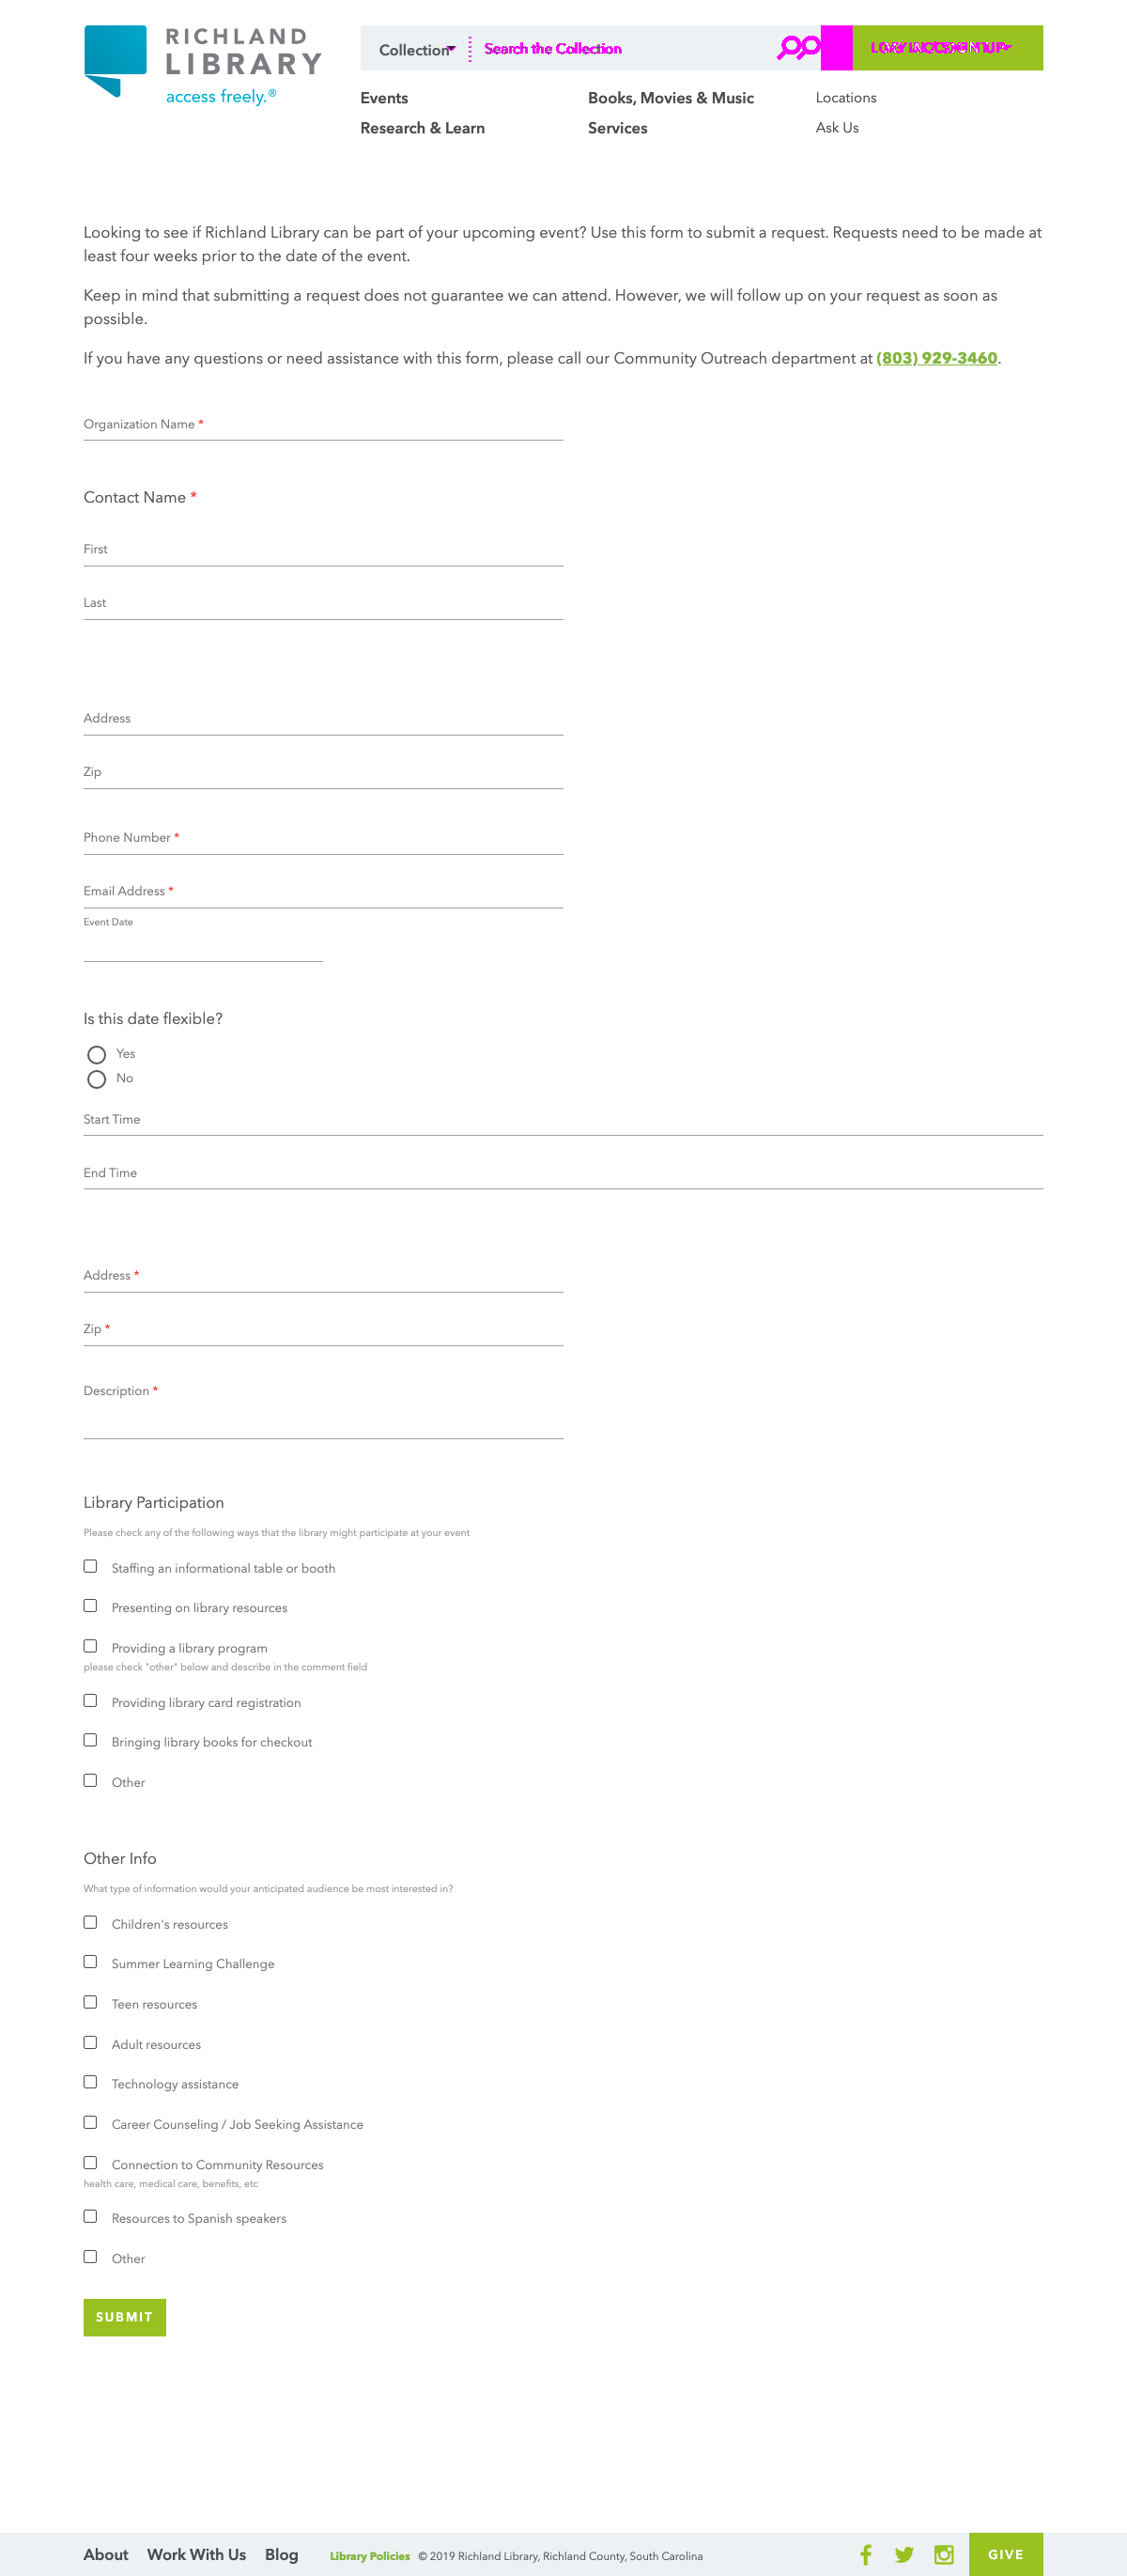 RICHLAND
LIBRARY
access freely.®
Collection
Search the Collection
Events
Books, Movies & Music
Locations
Research & Learn
Services
Ask Us
Looking to see if Richland Library can be part of your upcoming event? Use this form to submit a request. Requests need to be made at
least four weeks prior to the date of the event.
Keep in mind that submitting a request does not guarantee we can attend. However, we will follow up on your request as soon as
possible.
If you have any questions or need assistance with this form, please call our Community Outreach department at (803) 929-3460.
Organization Name *
Contact Name *
First
Last
Address
Zip
Phone Number *
Email Address *
Event Date
Is this date flexible?
Yes
No
Start Time
End Time
Address *
Zip *
Description *
Library Participation
Please check any of the following ways that the library might participate at your event
Staffing an informational table or booth
Presenting on library resources
Providing a library program
please check "other" below and describe in the comment field
Providing library card registration
Bringing library books for checkout
Other
Other Info
What type of information would your anticipated audience be most interested in?
Children's resources
Summer Learning Challenge
Teen resources
Adult resources
Technology assistance
Career Counseling / Job Seeking Assistance
Connection to Community Resources
health care, medical care, benefits, etc
Resources to Spanish speakers
Other
SUBMIT
About Work With Us Blog Library Policies © 2019 Richland Library, Richland County, South Carolina GIVE